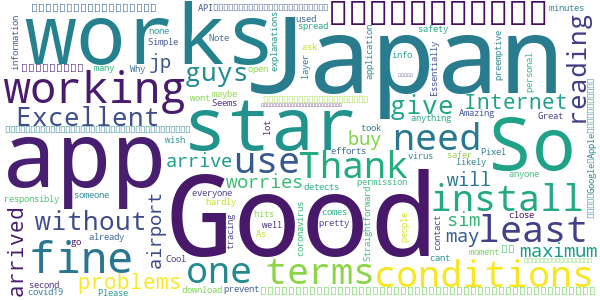 information
API
Simple
none
used
Note
spread
explanations
layer
ask
application
info
safety
Essentially
preemptive
personal
minutes
works
Japan
many
Why
maybe
open
working
guys
jp
Seems
wont
reading
Excellent
star
give
Internet
Amazing
Great
lot
anything
So
app
need
buy
took
virus
Pixel
safer
likely
anyone
use
Thank
wish
efforts
arrive
someone
everyone
worries
permission
install
responsibly
Good
hardly
detects
will
sim
close
arrived
without
airport
tracing
hits
As
well
comes
pretty
coronavirus
Straightforward
people
may
least
contact
moment
already
fine
go
Cool
one
terms
conditions
cant
maximum
second
covid19
Please
problems
download
prevent
Google
Apple